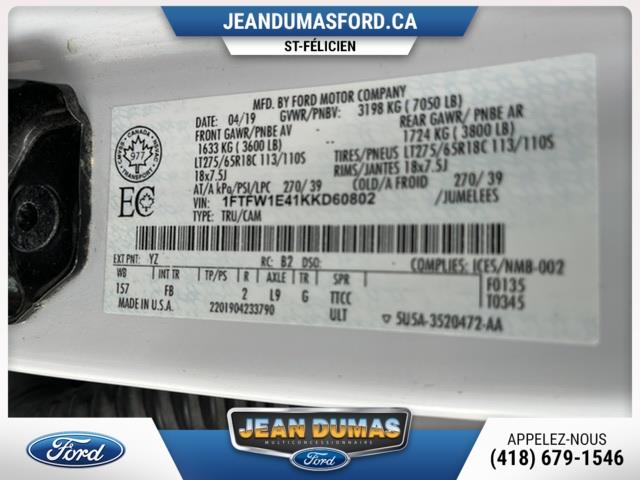 JEANDUMASFORD.CA
ST-FÉLICIEN
MFD. BY FORD MOTOR COMPANY
DATE: 04/19 GVWR/PNBV: 3198 KG ( 7050 LB)
FRONT GAWR/PNBE AV REAR GAWR/ PNBE AR
1633 KG ( 3600 LB) 1724 KG ( 3800 LB)
LT275/65R18C 113/110S TIRES/PNEUS LT275/65R18C 113/110S
18x7.5J RIMS/JANTES 18x7.5J
AT/A kPa/PSI/LPC 270/ 39 COLD/A FROID 270/ 39
VIN: 1FTFW1E41KKD60802 /JUMELEES
TYPE: TRU/CAM
CANADA
977
TRANSPORT
EC
EXT PNT: YZ RC: B2 DSO: COMPLIES: ICES/NMB-002
WB INT TR TP/PS R AXLE TR SPR F0135
157 FB 2 L9 G TTCC T0345
MADE IN U.S.A. 2201904233790 ULT ▽ 5U5A-3520472-AA
Ford
JEAN DUMAS
MULTICONCESSIONNAIRE
Ford
APPELEZ-NOUS
(418) 679-1546